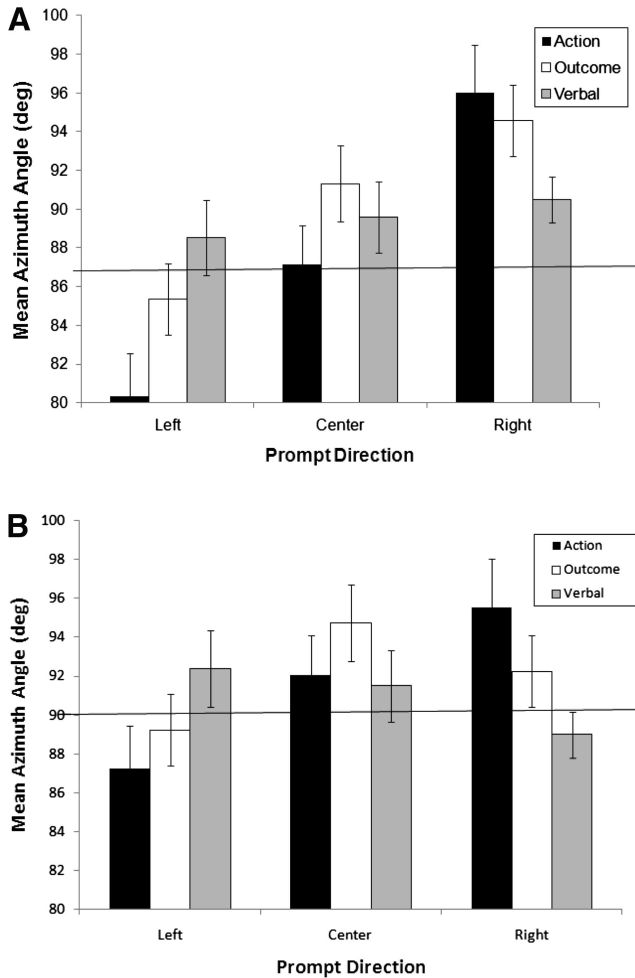 A
Mean Azimuth Angle (deg)
100
98
96
94
92
90
88
86
84
82
80
Action
Outcome
Verbal
Left Center Right
Prompt Direction
B
Mean Azimuth Angle (deg)
100
98
96
94
92
90
88
86
84
82
80
Action
Outcome
Verbal
Left Center Right
Prompt Direction